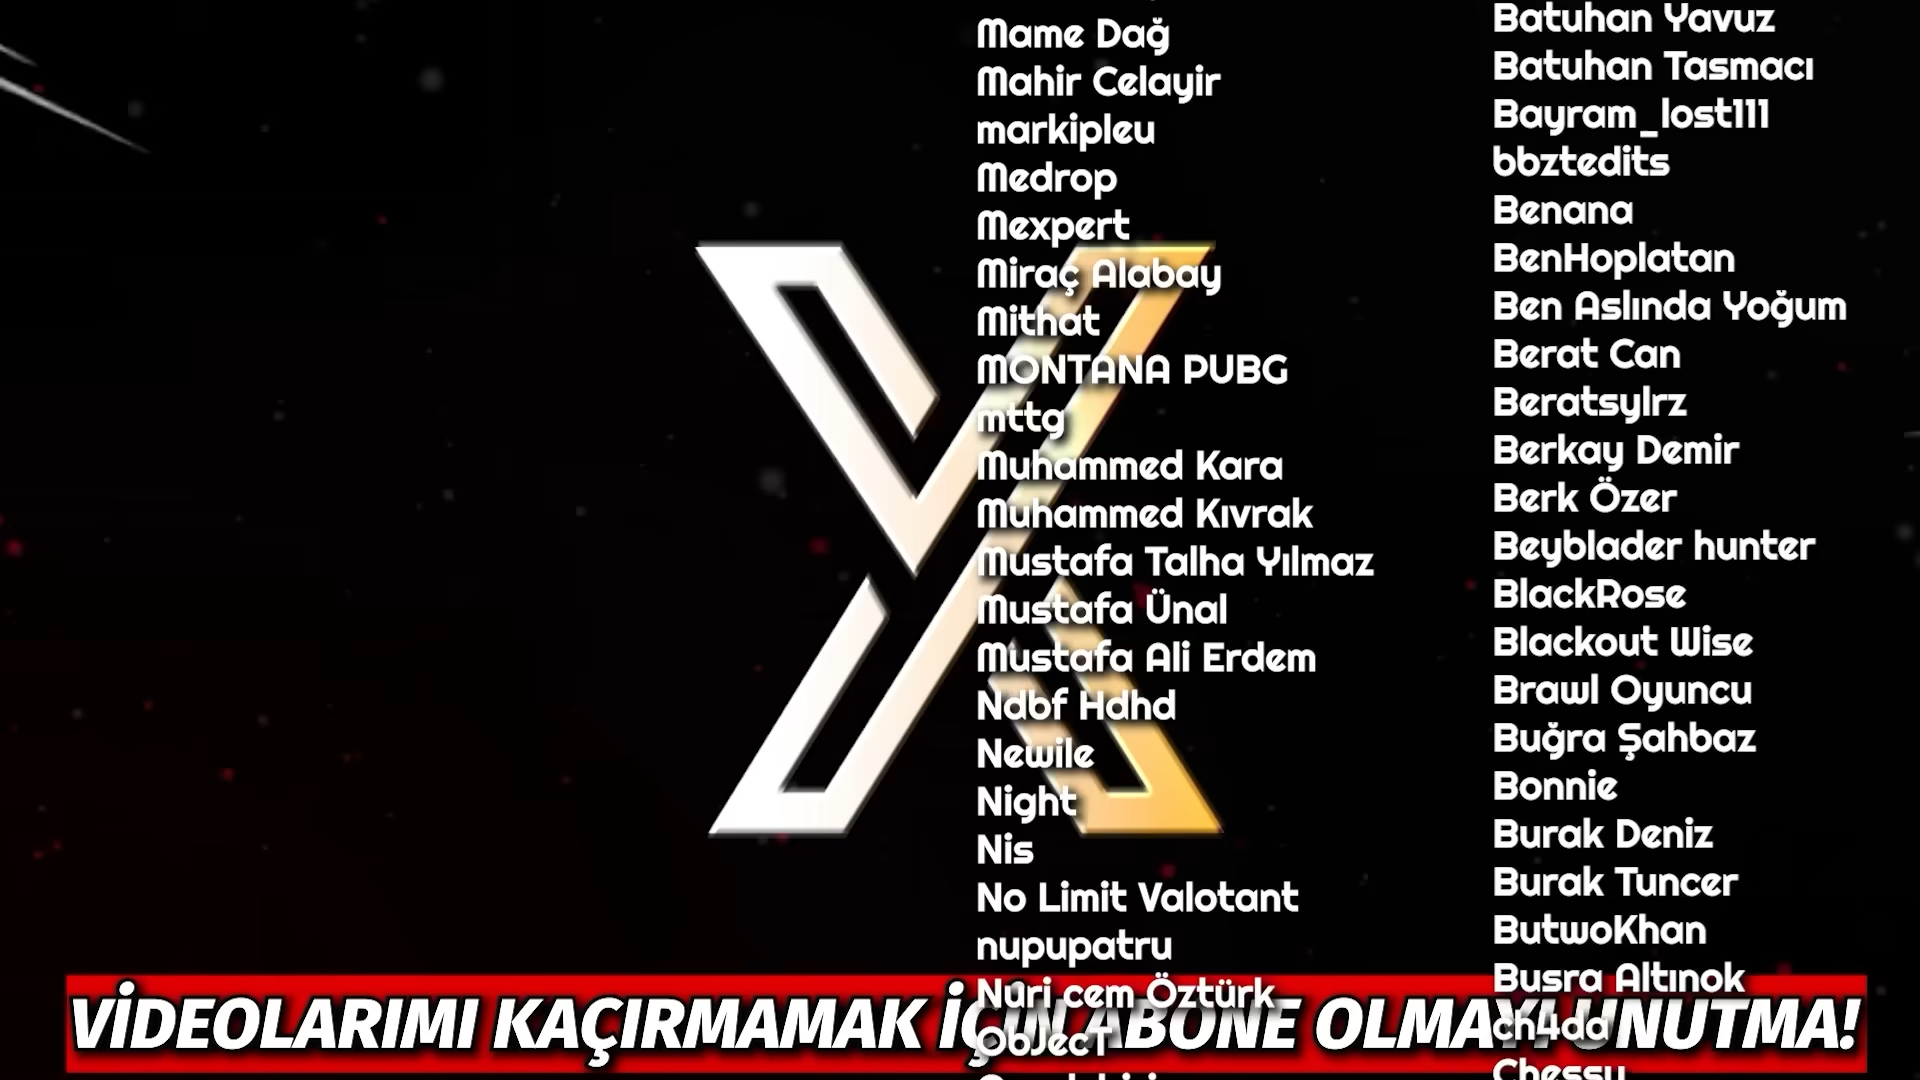 Mame Dağ
Mahir Celayir
markipleu
Medrop
Mexpert
Miraç Alabay
Mithat
MONTANA PUBG
mttg
Muhammed Kara
Muhammed Kıvrak
Mustafa Talha Yılmaz
Mustafa Ünal
Mustafa Ali Erdem
Ndbf Hdhd
Newile
Night
Nis
No Limit Valotant
nupupatru
Nuri cem Öztürk
ObJecT
Batuhan Yavuz
Batuhan Tasmacı
Bayram_lost111
bbztedits
Benana
BenHoplatan
Ben Aslında Yoğum
Berat Can
Beratsylrz
Berkay Demir
Berk Özer
Beyblader hunter
BlackRose
Blackout Wise
Brawl Oyuncu
Buğra Şahbaz
Bonnie
Burak Deniz
Burak Tuncer
ButwoKhan
Busra Altınok
ch4da
Chessu
VİDEOLARIMI KAÇIRMAMAK İÇİN ABONE OLMAYI UNUTMA!